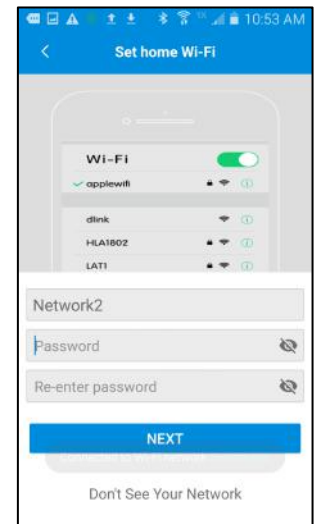 10:53 AM
Set home Wi-Fi
Wi-Fi
applewifi
dlink
HLA1802
LAT1
Network2
Password
Re-enter password
NEXT
Don't See Your Network